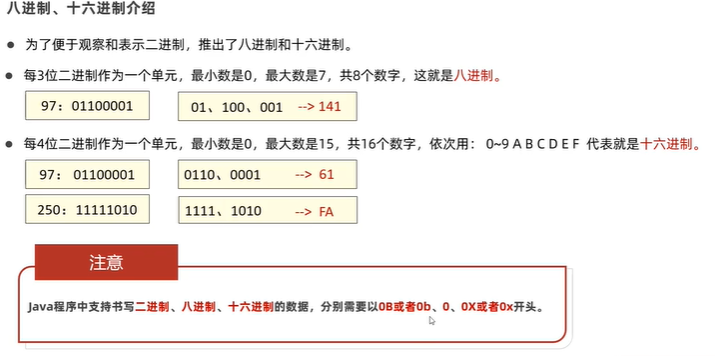 八进制、十六进制介绍
● 为了便于观察和表示二进制，推出了八进制和十六进制。
● 每3位二进制作为一个单元，最小数是0，最大数是7，共8个数字，这就是八进制。
97：01100001 01、100、001 --> 141
● 每4位二进制作为一个单元，最小数是0，最大数是15，共16个数字，依次用： 0~9 A B C D E F 代表就是十六进制。
97： 01100001 0110、0001 --> 61
250：11111010 1111、1010 --> FA
注意
Java程序中支持书写二进制、八进制、十六进制的数据，分别需要以0B或者0b、0、0X或者0x开头。